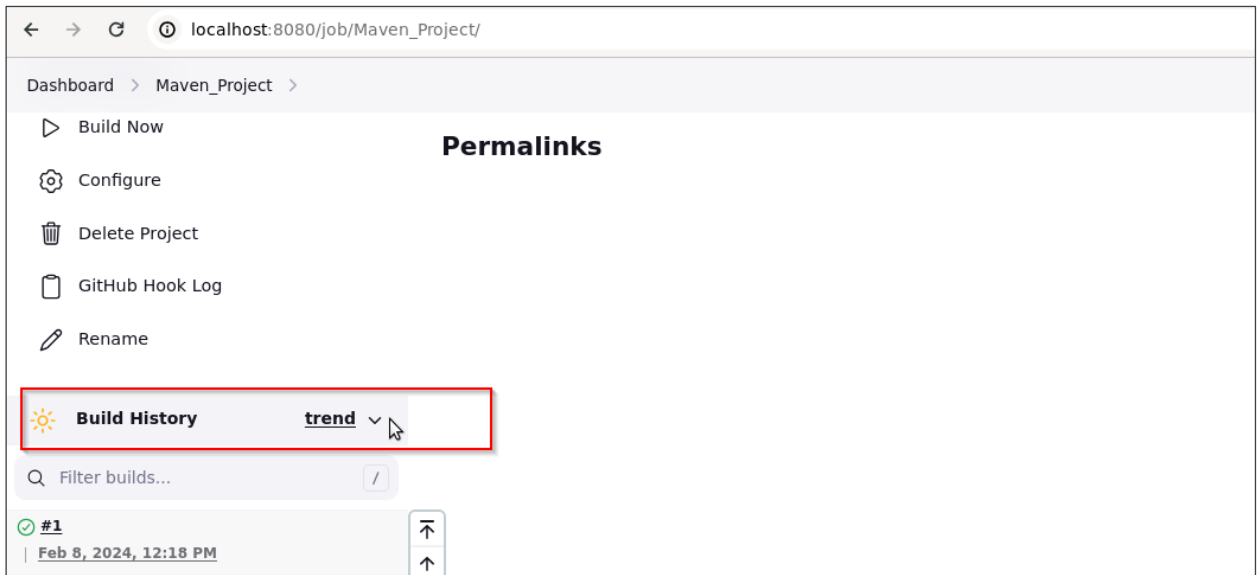 localhost:8080/job/Maven_Project/
Dashboard > Maven_Project >
Build Now
Permalinks
Configure
Delete Project
GitHub Hook Log
Rename
Build History trend
Filter builds... /
#1
Feb 8, 2024, 12:18 PM